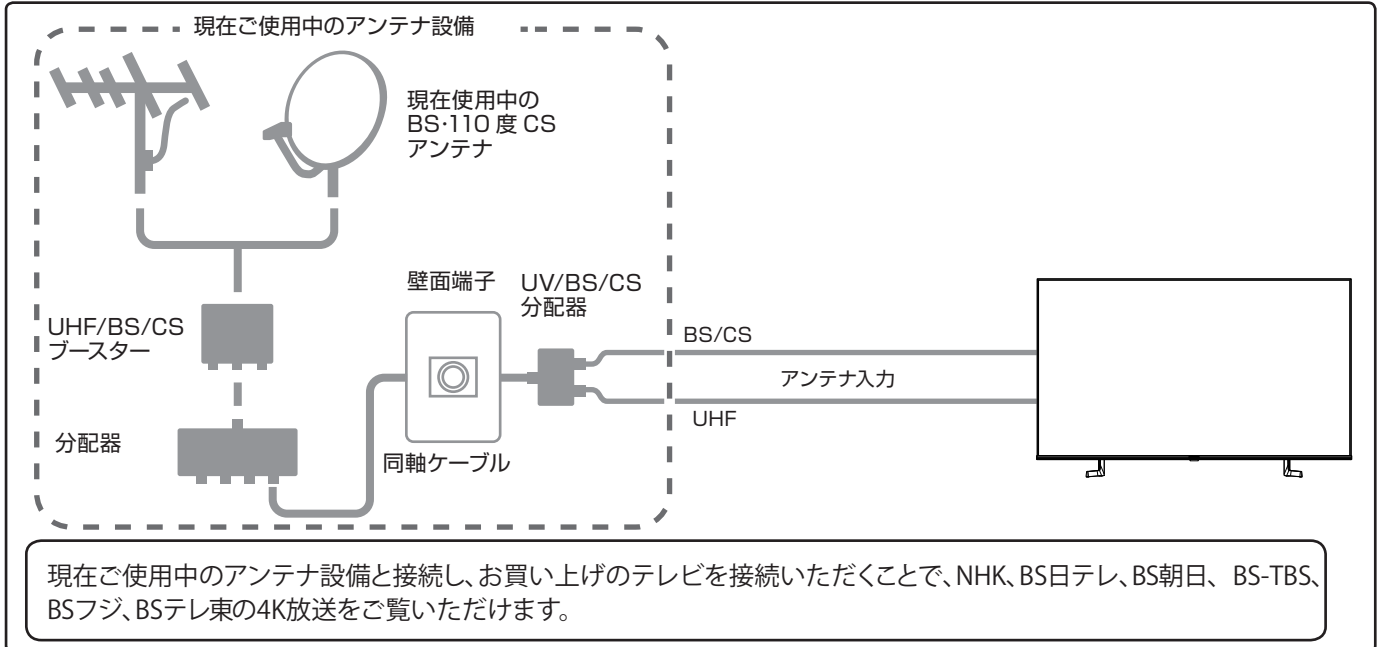 現在ご使用中のアンテナ設備
現在使用中の
BS･110 度 CS
アンテナ
壁面端子
UV/BS/CS
分配器
UHF/BS/CS
ブースター
BS/CS
アンテナ入力
UHF
分配器
同軸ケーブル
現在ご使用中のアンテナ設備と接続し、お買い上げのテレビを接続いただくことで、NHK、BS日テレ、BS朝日、 BS-TBS、
BSフジ、BSテレ東の4K放送をご覧いただけます。